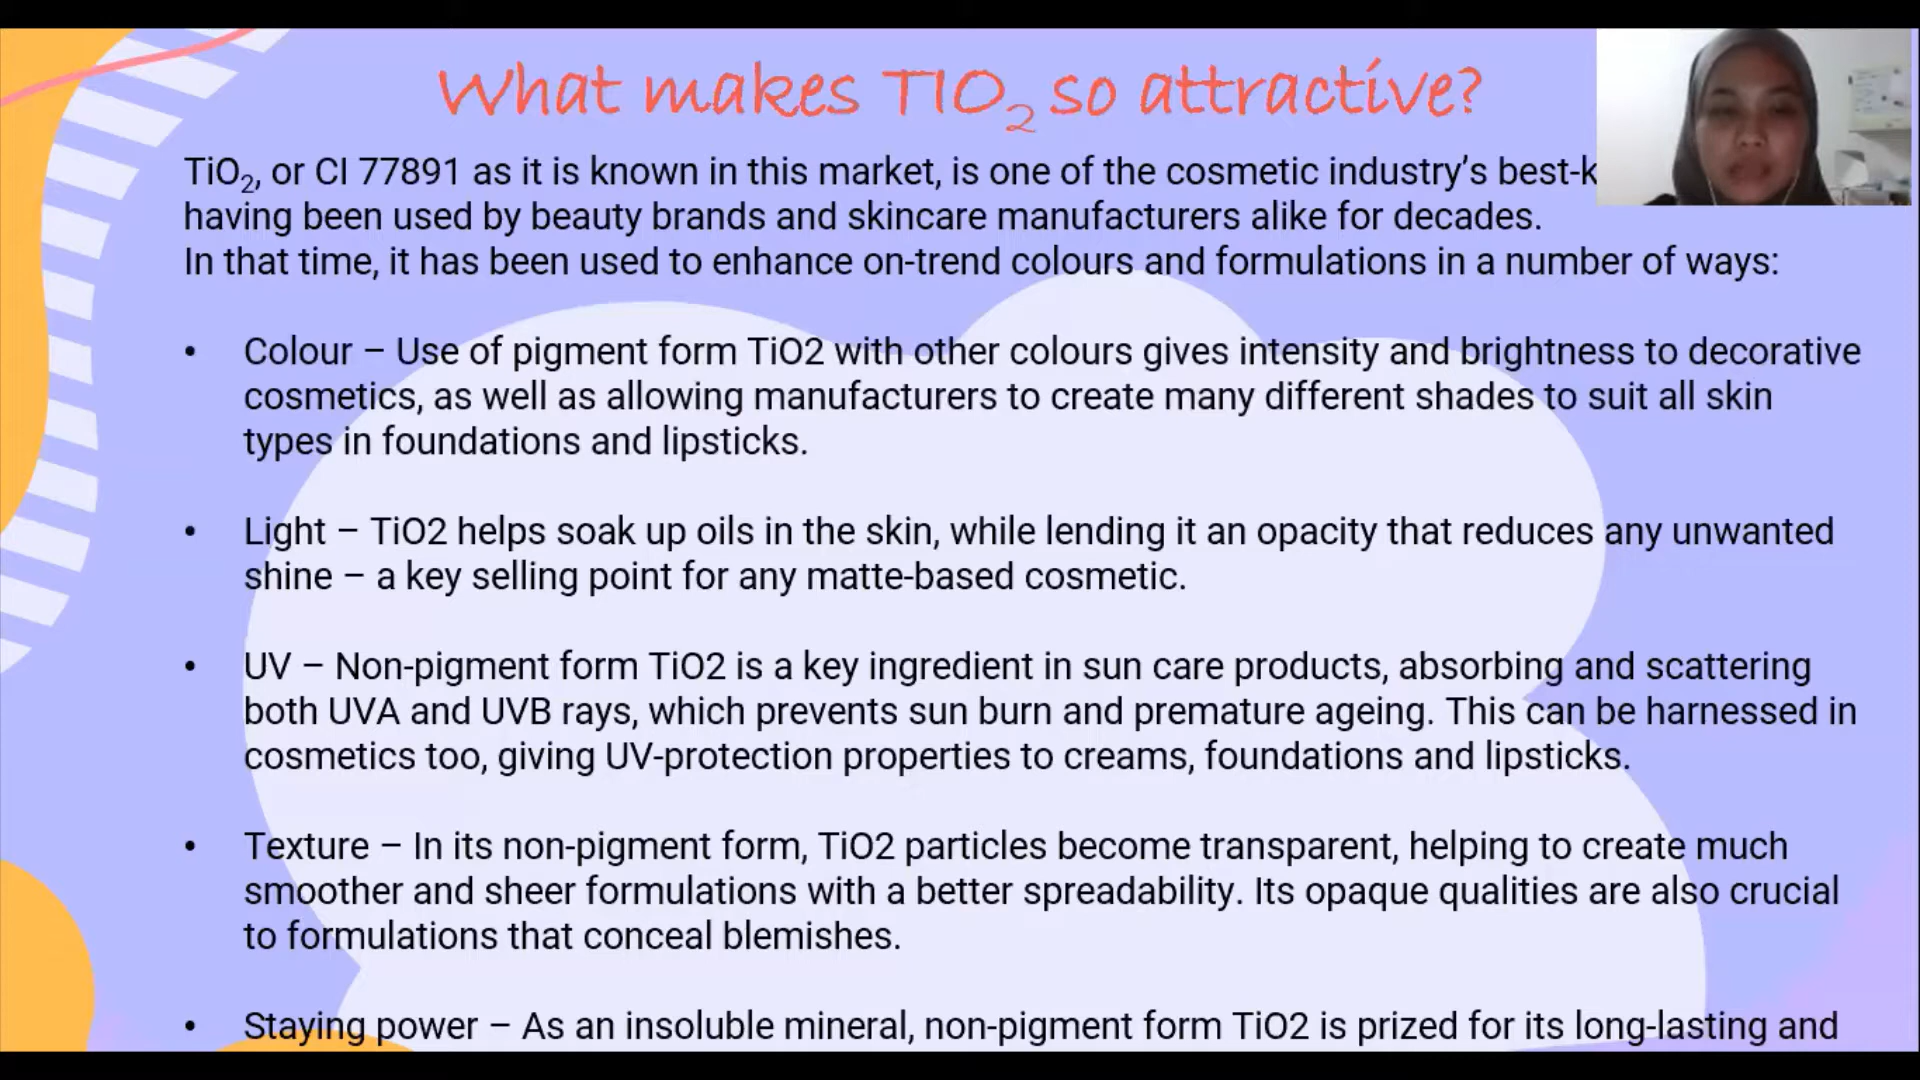 What makes TIO₂ so attractive?
TiO₂, or CI 77891 as it is known in this market, is one of the cosmetic industry’s
having been used by beauty brands and skincare manufacturers alike for decades.
In that time, it has been used to enhance on-trend colours and formulations in a number of ways:
• Colour – Use of pigment form TiO2 with other colours gives intensity and brightness to decorative
cosmetics, as well as allowing manufacturers to create many different shades to suit all skin
types in foundations and lipsticks.
• Light – TiO2 helps soak up oils in the skin, while lending it an opacity that reduces any unwanted
shine – a key selling point for any matte-based cosmetic.
• UV – Non-pigment form TiO2 is a key ingredient in sun care products, absorbing and scattering
both UVA and UVB rays, which prevents sun burn and premature ageing. This can be harnessed in
cosmetics too, giving UV-protection properties to creams, foundations and lipsticks.
• Texture – In its non-pigment form, TiO2 particles become transparent, helping to create much
smoother and sheer formulations with a better spreadability. Its opaque qualities are also crucial
to formulations that conceal blemishes.
• Staying power – As an insoluble mineral, non-pigment form TiO2 is prized for its long-lasting and